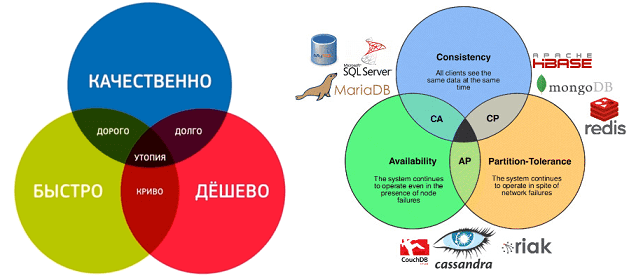 КАЧЕСТВЕННО
ДОРОГО
ДОЛГО
УТОПИЯ
БЫСТРО
КРИВО
ДЁШЕВО
Microsoft
SQL Server
MariaDB
Consistency
All clients see the
same data at the same
time
APACHE
HBASE
mongoDB
redis
CA
CP
Availability
The system continues
to operate even in the
presence of node
failures
AP
Partition-Tolerance
The system continues
to operate in spite of
network failures
CouchDB
cassandra
riak